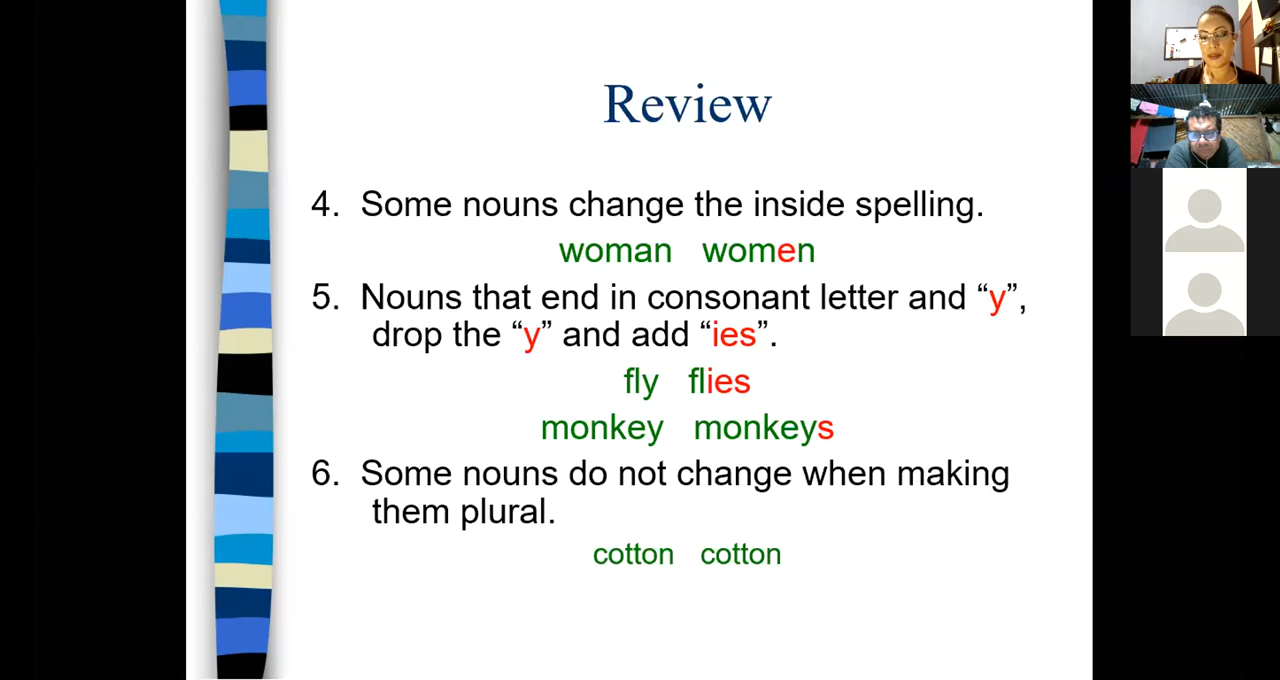 Review
4. Some nouns change the inside spelling.
woman women
5. Nouns that end in consonant letter and “y”,
drop the “y” and add “ies”.
fly flies
monkey monkeys
6. Some nouns do not change when making
them plural.
cotton cotton